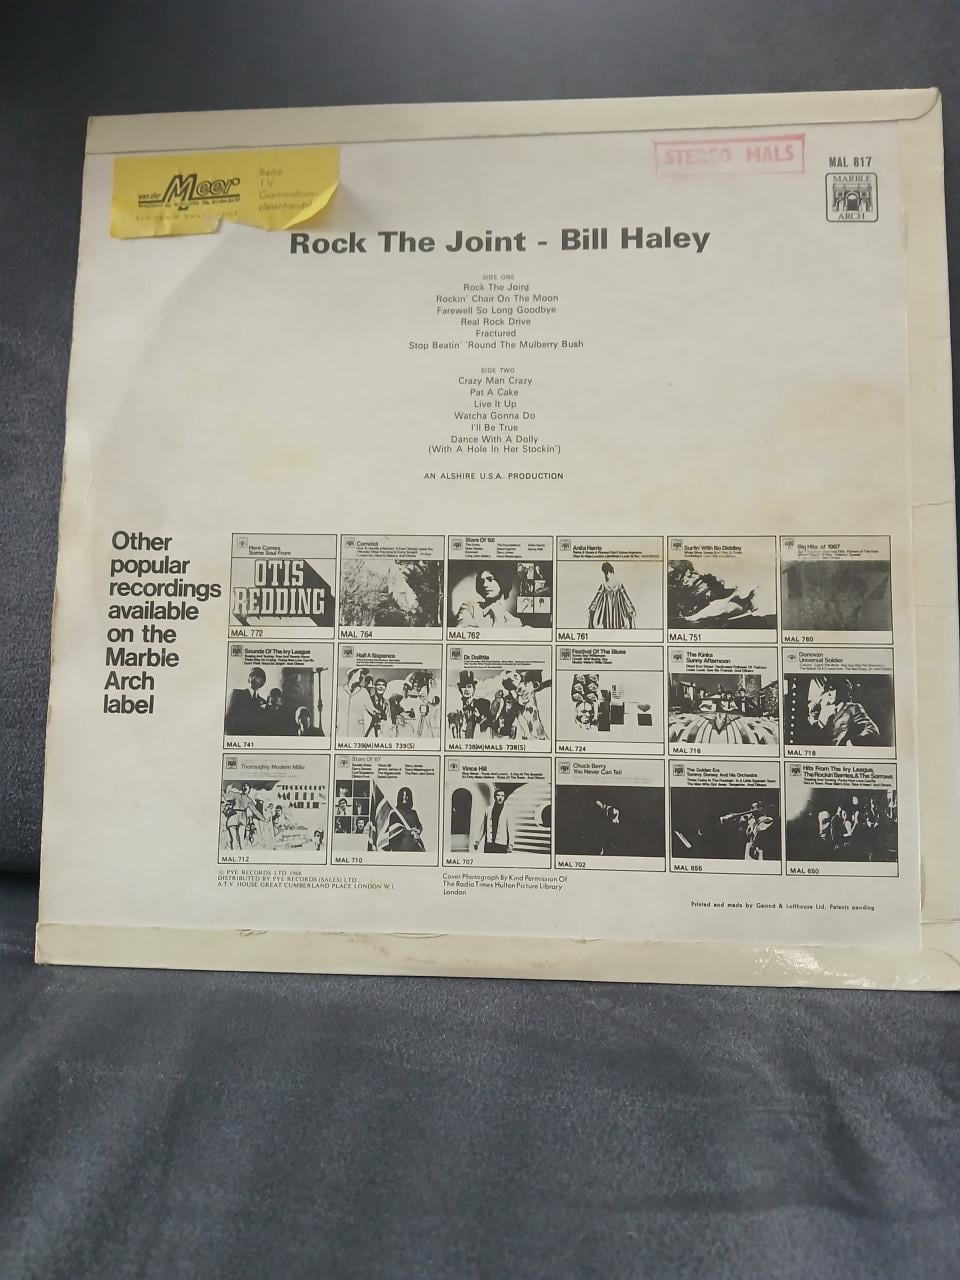 van der Meer
Radio
T.V
STEREO MALS
MAL 817
MARBLE
ARCH
Rock The Joint - Bill Haley
SIDE ONE
Rock The Joint
Rockin' Chair On The Moon
Farewell So Long Goodbye
Real Rock Drive
Fractured
Stop Beatin' 'Round The Mulberry Bush
SIDE TWO
Crazy Man Crazy
Pat A Cake
Live It Up
Watcha Gonna Do
I'll Be True
Dance With A Dolly
(With A Hole In Her Stockin')
AN ALSHIRE U.S.A. PRODUCTION
Other
popular
recordings
available
on the
Marble
Arch
label
Here Comes
Some Soul From
OTIS
REDDING
MAL 772
Camelot
MAL 764
Stars Of '68
MAL 762
Anita Harris
MAL 761
Surfin' With Bo Diddley
MAL 751
Big Hits of 1967
MAL 760
Sounds Of The Ivy League
MAL 741
Half A Sixpence
MAL 739(M) MALS 739(S)
Dr. Dolittle
MAL 738(M) MALS 738(S)
Festival Of The Blues
MAL 724
The Kinks
Sunny Afternoon
MAL 716
Donovan
Universal Soldier
MAL 718
Thoroughly Modern Millie
MAL 712
Stars Of '67
MAL 710
Vince Hill
MAL 707
Chuck Berry
You Never Can Tell
MAL 702
The Golden Era
Tommy Dorsey And His Orchestra
MAL 655
Hits From The Ivy League,
The Rockin Berries, & The Sorrows
MAL 650
© PYE RECORDS LTD 1968
DISTRIBUTED BY PYE RECORDS (SALES) LTD.,
A.T.V. HOUSE GREAT CUMBERLAND PLACE LONDON W.1
Cover Photograph By Kind Permission Of
The Radio Times Hulton Picture Library
London
Printed and made by Garrod & Lofthouse Ltd. Patents pending